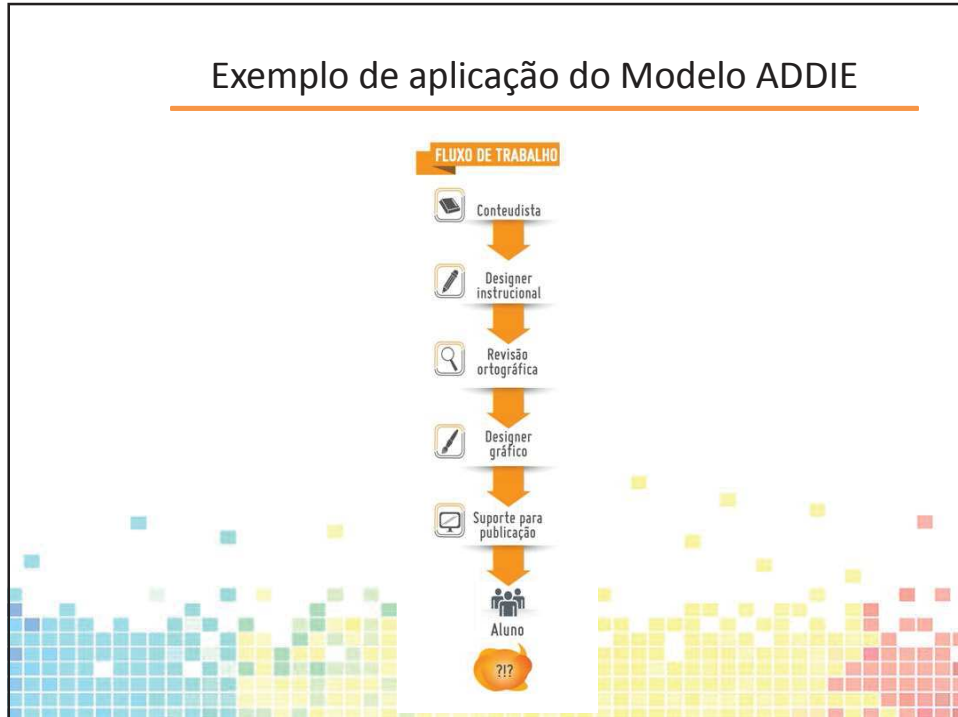 Exemplo de aplicação do Modelo ADDIE
FLUXO DE TRABALHO
Conteudista
Designer
instrucional
Revisão
ortográfica
Designer
gráfico
Suporte para
publicação
Aluno
?!?